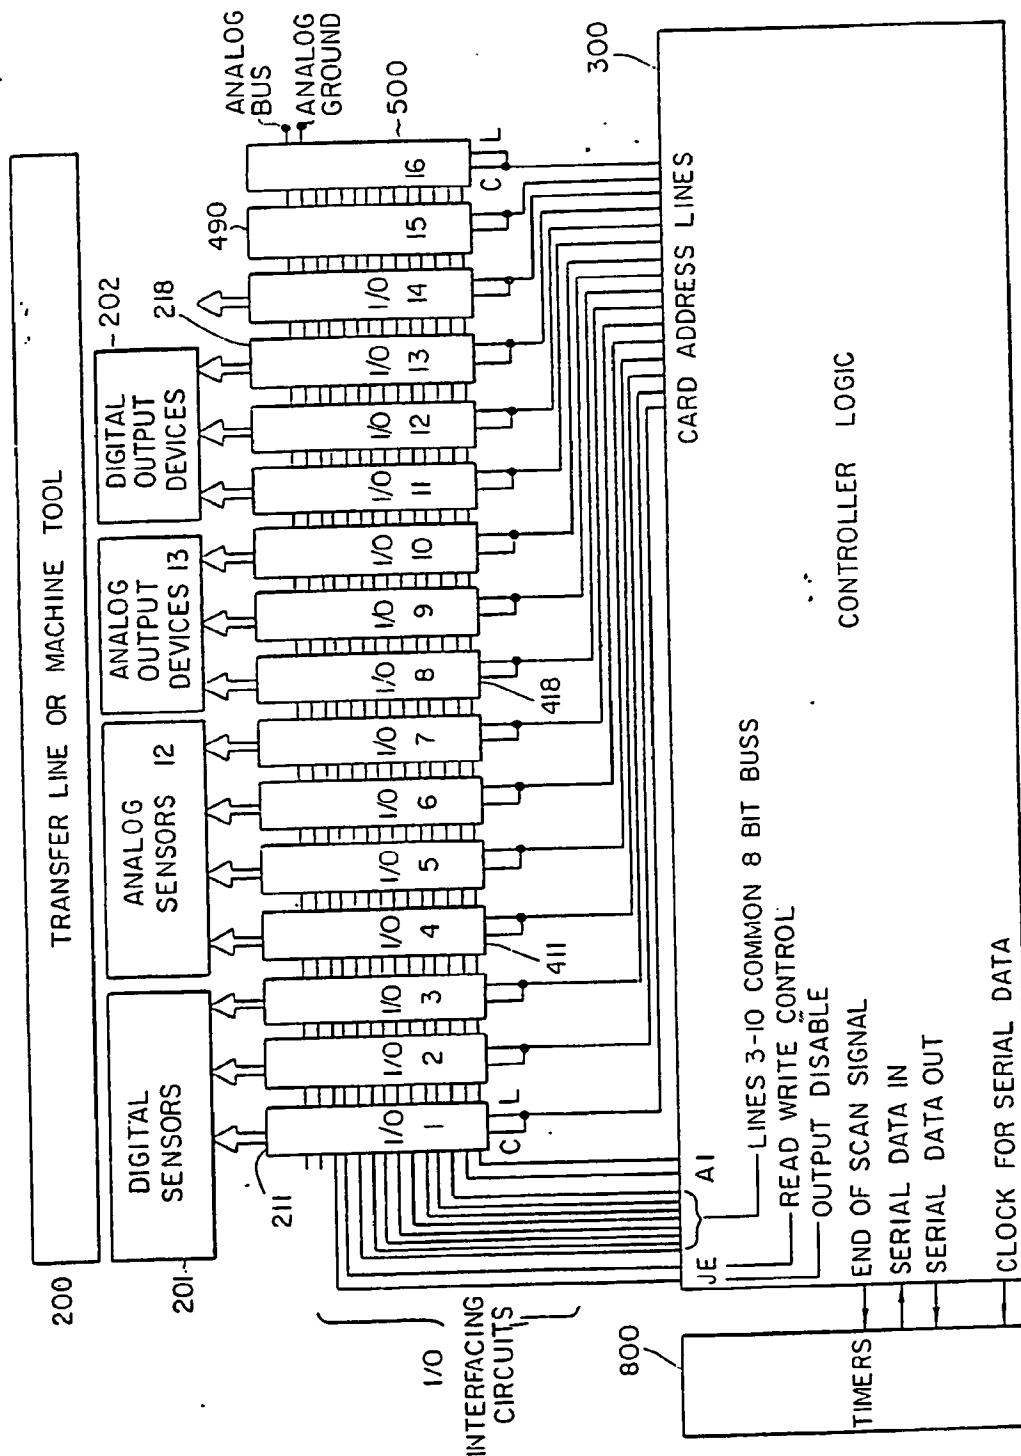 TRANSFER LINE OR MACHINE TOOL
200
DIGITAL
SENSORS
201
ANALOG
SENSORS 12
ANALOG
OUTPUT
DEVICES 13
DIGITAL
OUTPUT
DEVICES
202
218
490
ANALOG
BUS
ANALOG
GROUND
500
211
I/O
1
I/O
2
I/O
3
I/O
4
I/O
5
I/O
6
I/O
7
I/O
8
I/O
9
I/O
10
I/O
11
I/O
12
I/O
13
I/O
14
15
16
C L
411
418
C L
I/O
INTERFACING
CIRCUITS
300
CARD ADDRESS LINES
CONTROLLER LOGIC
JE
A1
LINES 3-10 COMMON 8 BIT BUSS
READ WRITE CONTROL
OUTPUT DISABLE
END OF SCAN SIGNAL
SERIAL DATA IN
SERIAL DATA OUT
CLOCK FOR SERIAL DATA
800
TIMERS